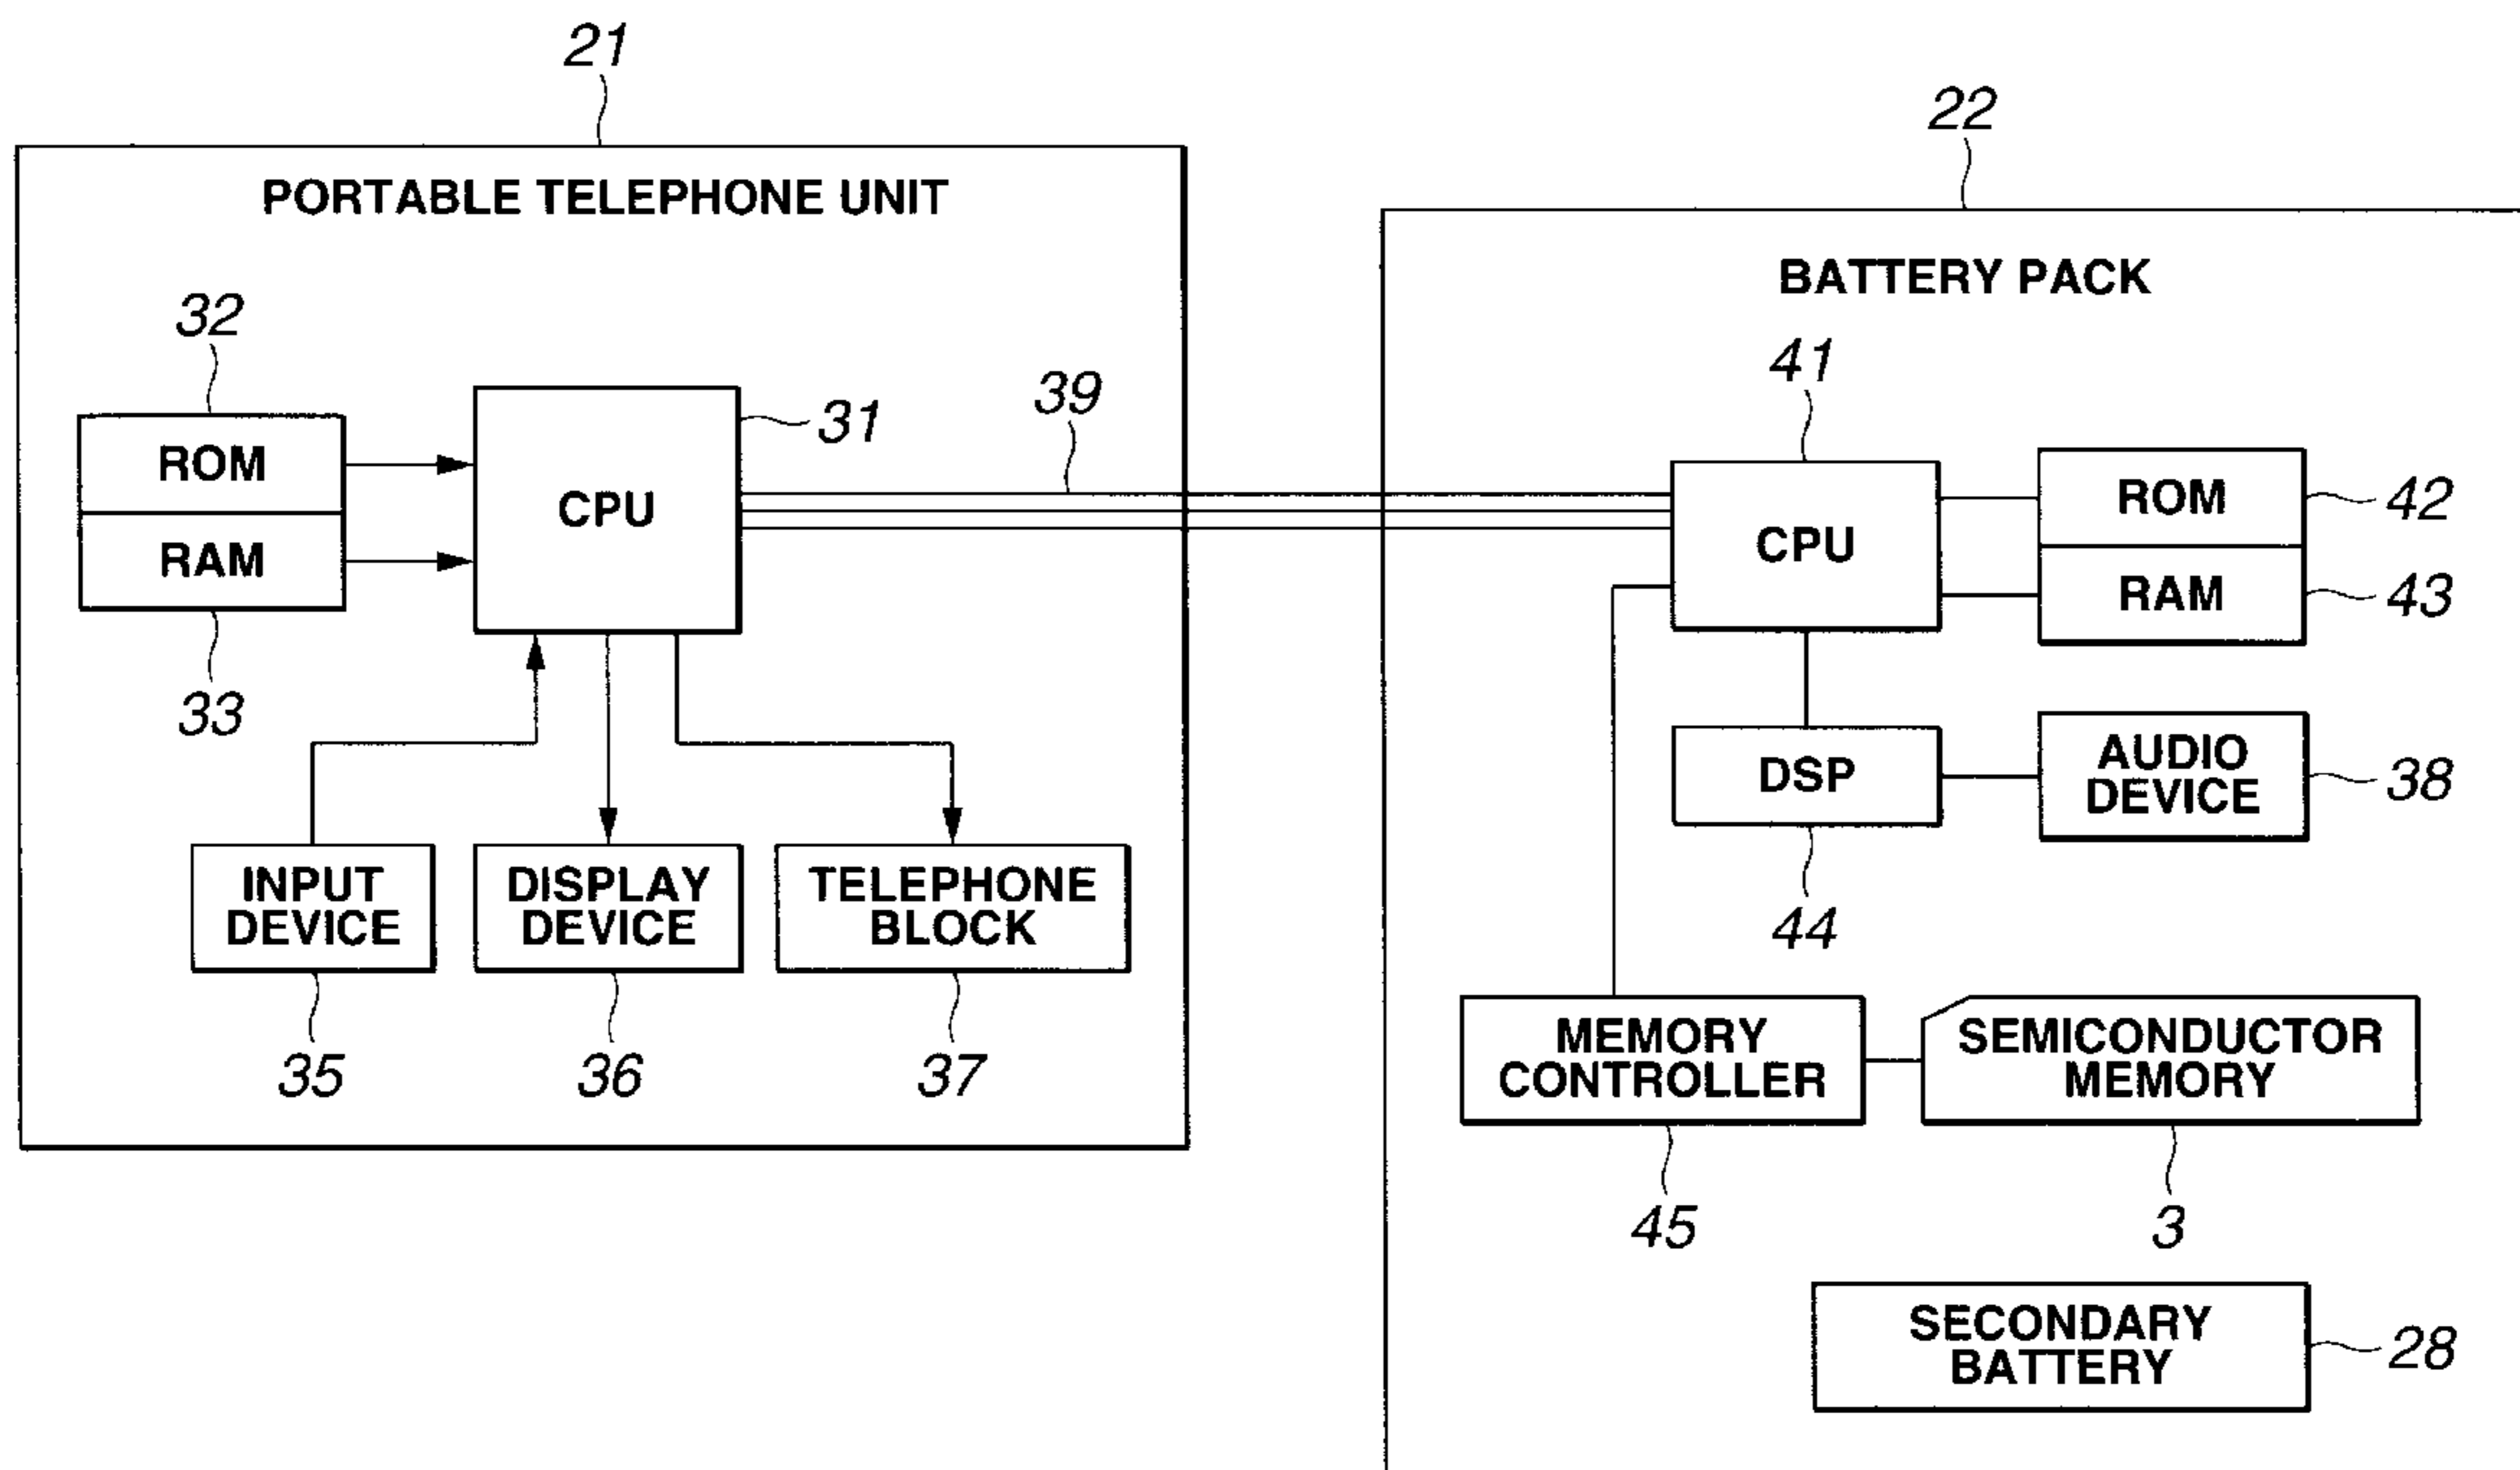 21
PORTABLE TELEPHONE UNIT
32
ROM
RAM
33
CPU
31
39
INPUT
DEVICE
35
DISPLAY
DEVICE
36
TELEPHONE
BLOCK
37
22
BATTERY PACK
41
CPU
ROM
42
RAM
43
DSP
44
AUDIO
DEVICE
38
MEMORY
CONTROLLER
45
SEMICONDUCTOR
MEMORY
3
SECONDARY
BATTERY
28